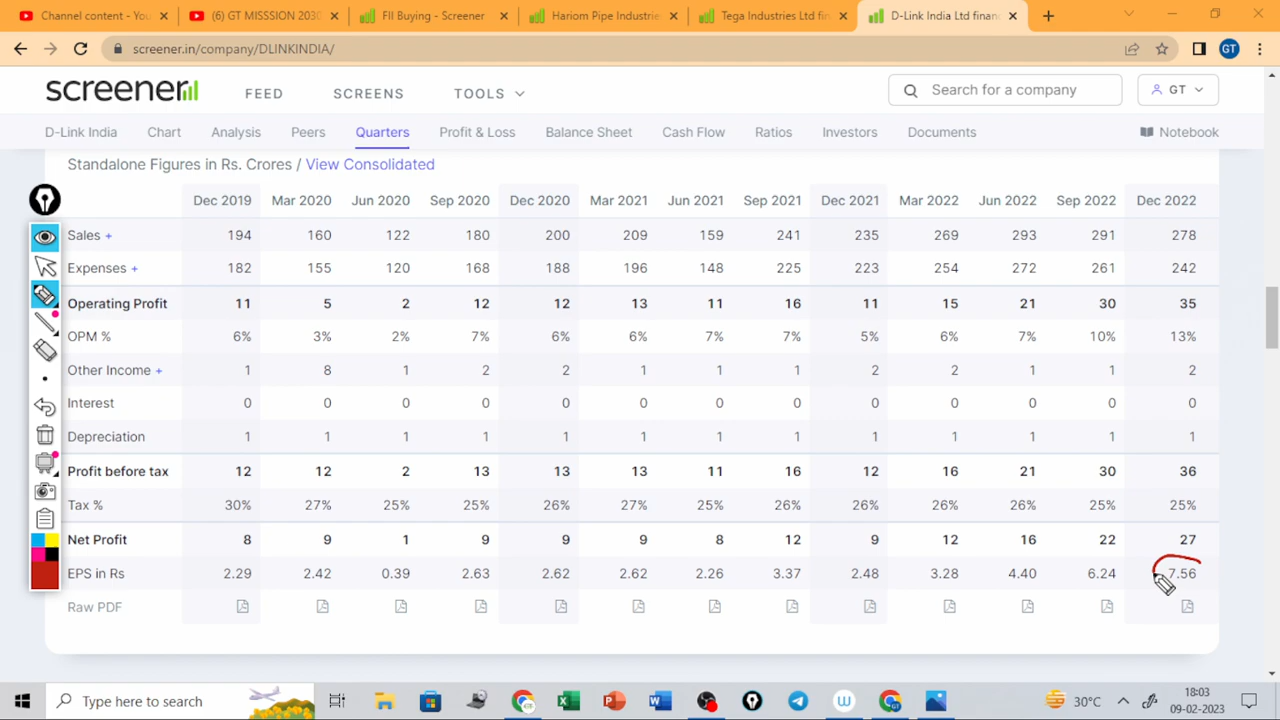 Channel content - You
(6) GT MISSSION 2030
FII Buying - Screener
Hariom Pipe Industrie
Tega Industries Ltd fin
D-Link India Ltd financ
screener.in/company/DLINKINDIA/
GT
screener
FEED
SCREENS
TOOLS
Search for a company
GT
D-Link India
Chart
Analysis
Peers
Quarters
Profit & Loss
Balance Sheet
Cash Flow
Ratios
Investors
Documents
Notebook
Standalone Figures in Rs. Crores / View Consolidated
Dec 2019 Mar 2020 Jun 2020 Sep 2020 Dec 2020 Mar 2021 Jun 2021 Sep 2021 Dec 2021 Mar 2022 Jun 2022 Sep 2022 Dec 2022
Sales + 194 160 122 180 200 209 159 241 235 269 293 291 278
Expenses + 182 155 120 168 188 196 148 225 223 254 272 261 242
Operating Profit 11 5 2 12 12 13 11 16 11 15 21 30 35
OPM % 6% 3% 2% 7% 6% 6% 7% 7% 5% 6% 7% 10% 13%
Other Income + 1 8 1 2 2 1 1 1 2 2 1 1 2
Interest 0 0 0 0 0 0 0 0 0 0 0 0 0
Depreciation 1 1 1 1 1 1 1 1 1 1 1 1 1
Profit before tax 12 12 2 13 13 13 11 16 12 16 21 30 36
Tax % 30% 27% 25% 25% 26% 27% 25% 26% 26% 26% 26% 25% 25%
Net Profit 8 9 1 9 9 9 8 12 9 12 16 22 27
EPS in Rs 2.29 2.42 0.39 2.63 2.62 2.62 2.26 3.37 2.48 3.28 4.40 6.24 7.56
Raw PDF
Type here to search
30°C
18:03
09-02-2023